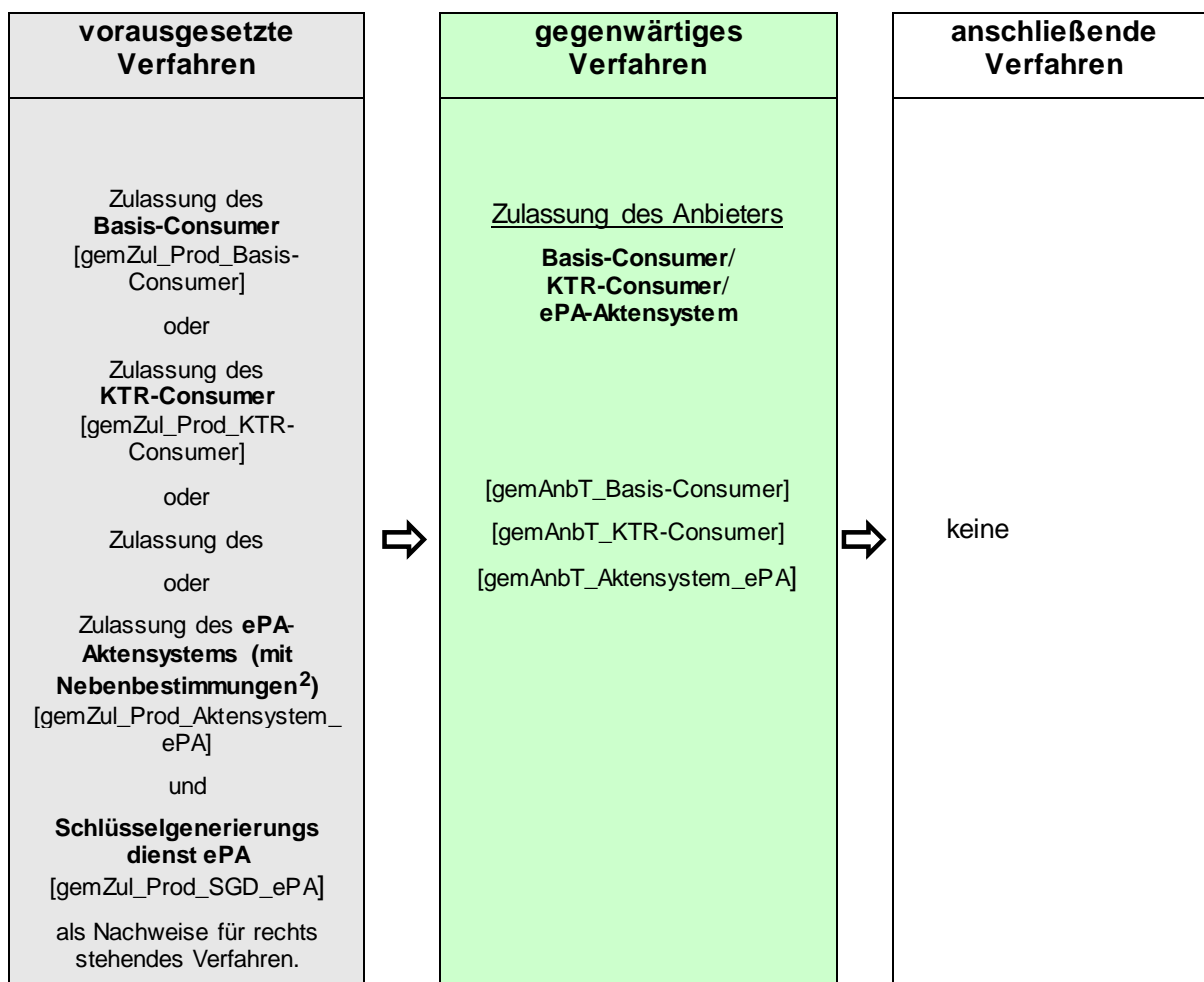 vorausgesetzte
Verfahren
Zulassung des
Basis-Consumer
[gemZul_Prod_Basis-
Consumer]
oder
Zulassung des
KTR-Consumer
[gemZul_Prod_KTR-
Consumer]
oder
Zulassung des
oder
Zulassung des ePA-
Aktensystems (mit
Nebenbestimmungen2)
[gemZul_Prod_Aktensystem_
ePA]
und
Schlüsselgenerierungs
dienst ePA
[gemZul_Prod_SGD_ePA]
als Nachweise für rechts
stehendes Verfahren.
gegenwärtiges
Verfahren
Zulassung des Anbieters
Basis-Consumer/
KTR-Consumer/
ePA-Aktensystem
[gemAnbT_Basis-Consumer]
[gemAnbT_KTR-Consumer]
[gemAnbT_Aktensystem_ePA]
anschließende
Verfahren
keine